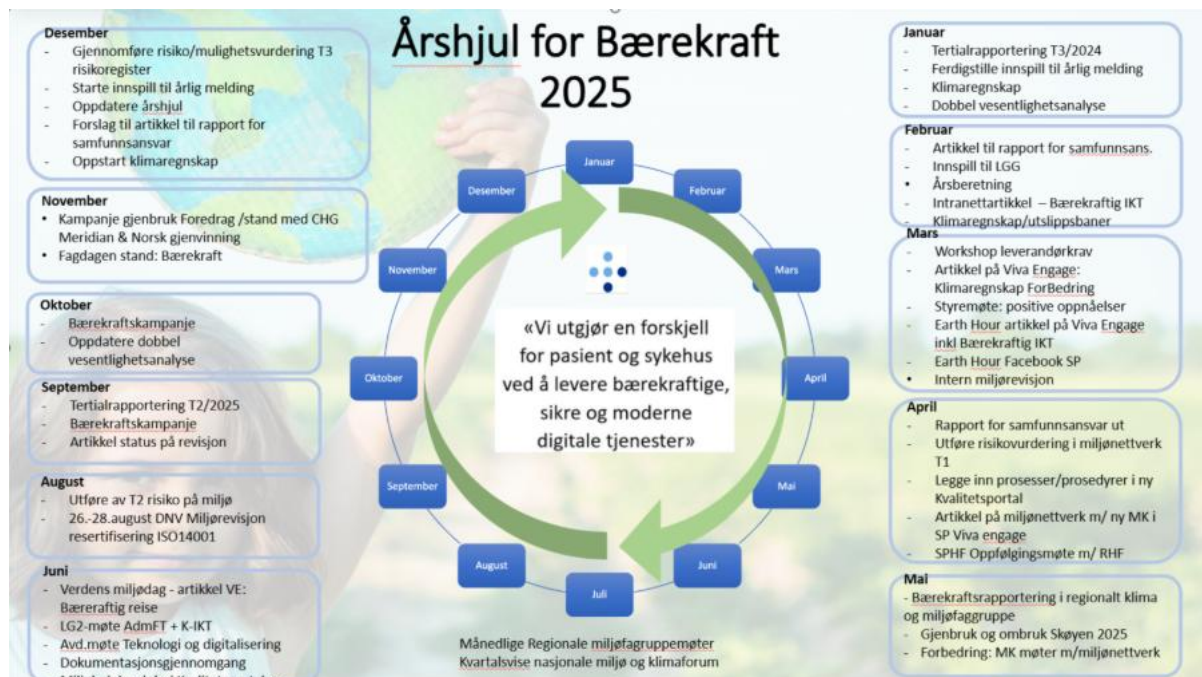 Årshjul for Bærekraft
2025
Desember
- Gjennomføre risiko/mulighetsvurdering T3
risikoregister
- Starte innspill til årlig melding
- Oppdatere årshjul
- Forslag til artikkel til rapport for
samfunnsansvar
- Oppstart klimaregnskap
November
• Kampanje gjenbruk Foredrag /stand med CHG
Meridian & Norsk gjenvinning
• Fagdagen stand: Bærekraft
Oktober
- Bærekraftskampanje
- Oppdatere dobbel
vesentlighetsanalyse
September
- Tertialrapportering T2/2025
- Bærekraftskampanje
- Artikkel status på revisjon
August
- Utføre av T2 risiko på miljø
- 26.-28.august DNV Miljørevisjon
resertifisering ISO14001
Juni
- Verdens miljødag - artikkel VE:
Bæreraftig reise
- LG2-møte AdmFT + K-IKT
- Avd.møte Teknologi og digitalisering
- Dokumentasjonsgjennomgang
Januar
Februar
Mars
April
Mai
Juni
Juli
August
September
Oktober
November
Desember
«Vi utgjør en forskjell
for pasient og sykehus
ved å levere bærekraftige,
sikre og moderne
digitale tjenester»
Månedlige Regionale miljøfagruppemøter
Kvartalsvise nasjonale miljø og klimaforum
Januar
- Tertialrapportering T3/2024
- Ferdigstille innspill til årlig melding
- Klimaregnskap
- Dobbel vesentlighetsanalyse
Februar
- Artikkel til rapport for samfunnsans.
- Innspill til LGG
• Årsberetning
- Intranettartikkel – Bærekraftig IKT
- Klimaregnskap/utslippsbaner
Mars
- Workshop leverandørkrav
- Artikkel på Viva Engage:
Klimaregnskap ForBedring
- Styremøte: positive oppnåelser
- Earth Hour artikkel på Viva Engage
inkl Bærekraftig IKT
- Earth Hour Facebook SP
• Intern miljørevisjon
April
- Rapport for samfunnsansvar ut
- Utføre risikovurdering i miljønettverk
T1
- Legge inn prosesser/prosedyrer i ny
Kvalitetsportal
- Artikkel på miljønettverk m/ ny MK i
SP Viva engage
- SPHF Oppfølgingsmøte m/ RHF
Mai
- Bærekraftsrapportering i regionalt klima
og miljøfaggruppe
- Gjenbruk og ombruk Skøyen 2025
- Forbedring: MK møter m/miljønettverk